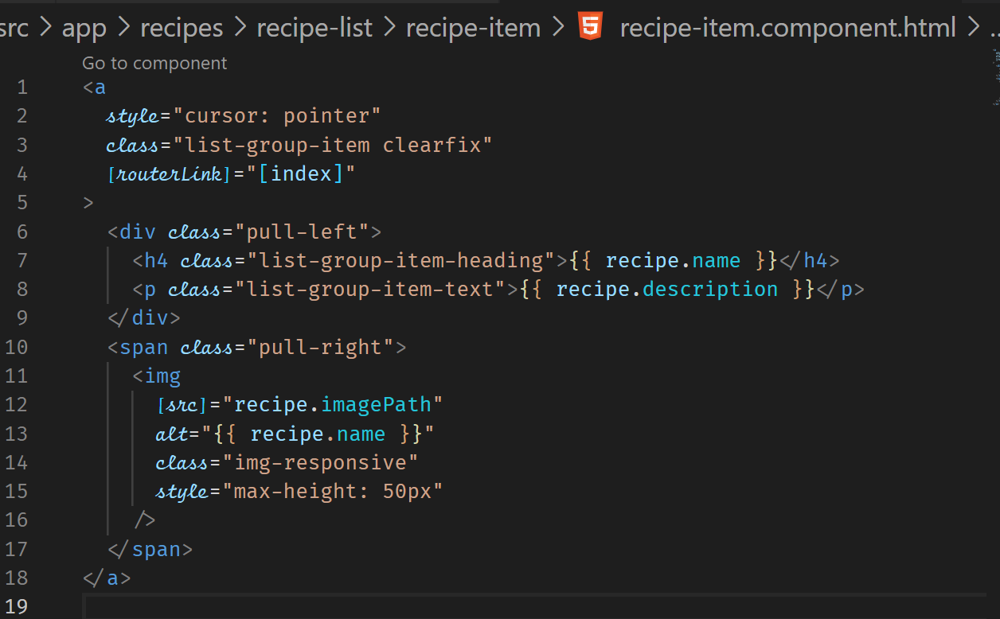 src > app > recipes > recipe-list > recipe-item > recipe-item.component.html > ..
Go to component
1 <a
2   style="cursor: pointer"
3   class="list-group-item clearfix"
4   [routerLink]="[index]"
5 >
6   <div class="pull-left">
7     <h4 class="list-group-item-heading">{{ recipe.name }}</h4>
8     <p class="list-group-item-text">{{ recipe.description }}</p>
9   </div>
10   <span class="pull-right">
11     <img
12       [src]="recipe.imagePath"
13       alt="{{ recipe.name }}"
14       class="img-responsive"
15       style="max-height: 50px"
16     />
17   </span>
18 </a>
19